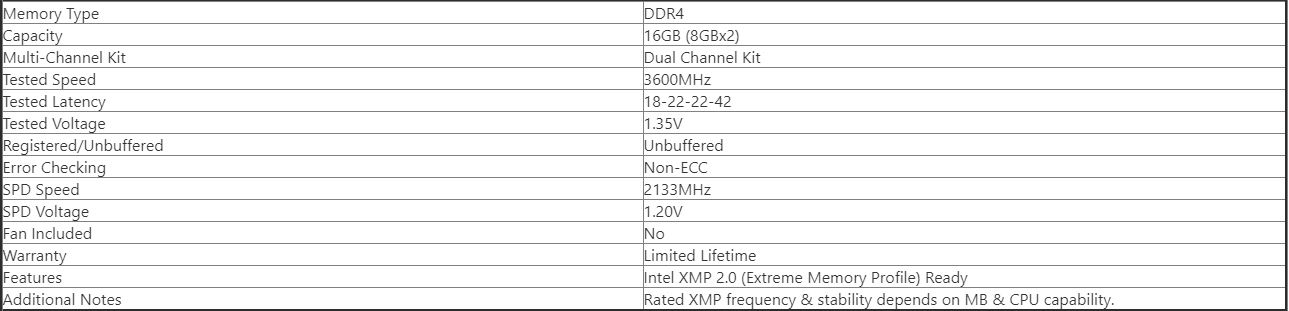 Memory Type DDR4
Capacity 16GB (8GBx2)
Multi-Channel Kit Dual Channel Kit
Tested Speed 3600MHz
Tested Latency 18-22-22-42
Tested Voltage 1.35V
Registered/Unbuffered Unbuffered
Error Checking Non-ECC
SPD Speed 2133MHz
SPD Voltage 1.20V
Fan Included No
Warranty Limited Lifetime
Features Intel XMP 2.0 (Extreme Memory Profile) Ready
Additional Notes Rated XMP frequency & stability depends on MB & CPU capability.